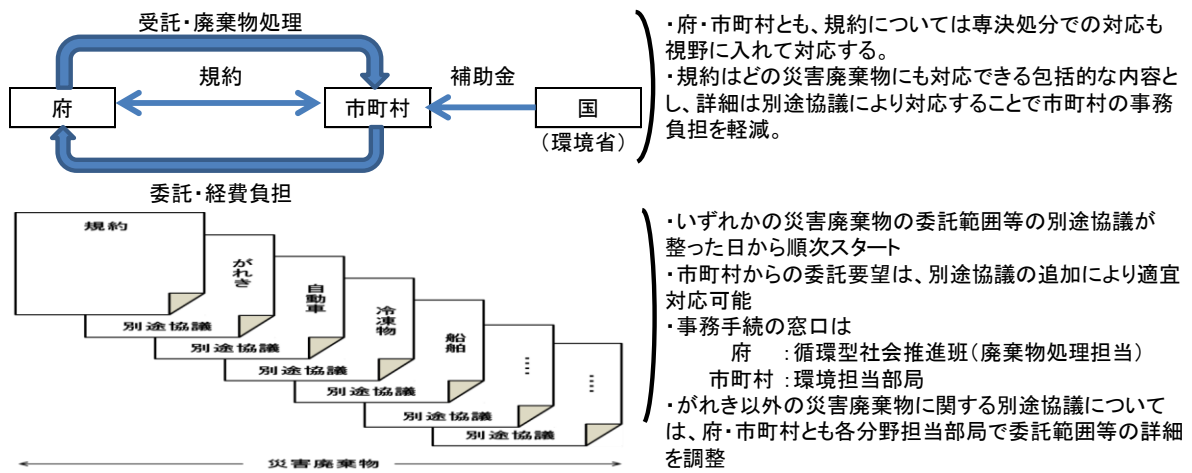 受託・廃棄物処理
規約
補助金
府
市町村
国
(環境省)
委託・経費負担
・府・市町村とも、規約については専決処分での対応も
視野に入れて対応する。
・規約はどの災害廃棄物にも対応できる包括的な内容と
し、詳細は別途協議により対応することで市町村の事務
負担を軽減。
規約
がれき
別途協議
自動車
別途協議
冷凍物
別途協議
船舶
別途協議
…
別途協議
…
別途協議
災害廃棄物
・いずれかの災害廃棄物の委託範囲等の別途協議が
整った日から順次スタート
・市町村からの委託要望は、別途協議の追加により適宜
対応可能
・事務手続の窓口は
府 :循環型社会推進班(廃棄物処理担当)
市町村 :環境担当部局
・がれき以外の災害廃棄物に関する別途協議について
は、府・市町村とも各分野担当部局で委託範囲等の詳細
を調整